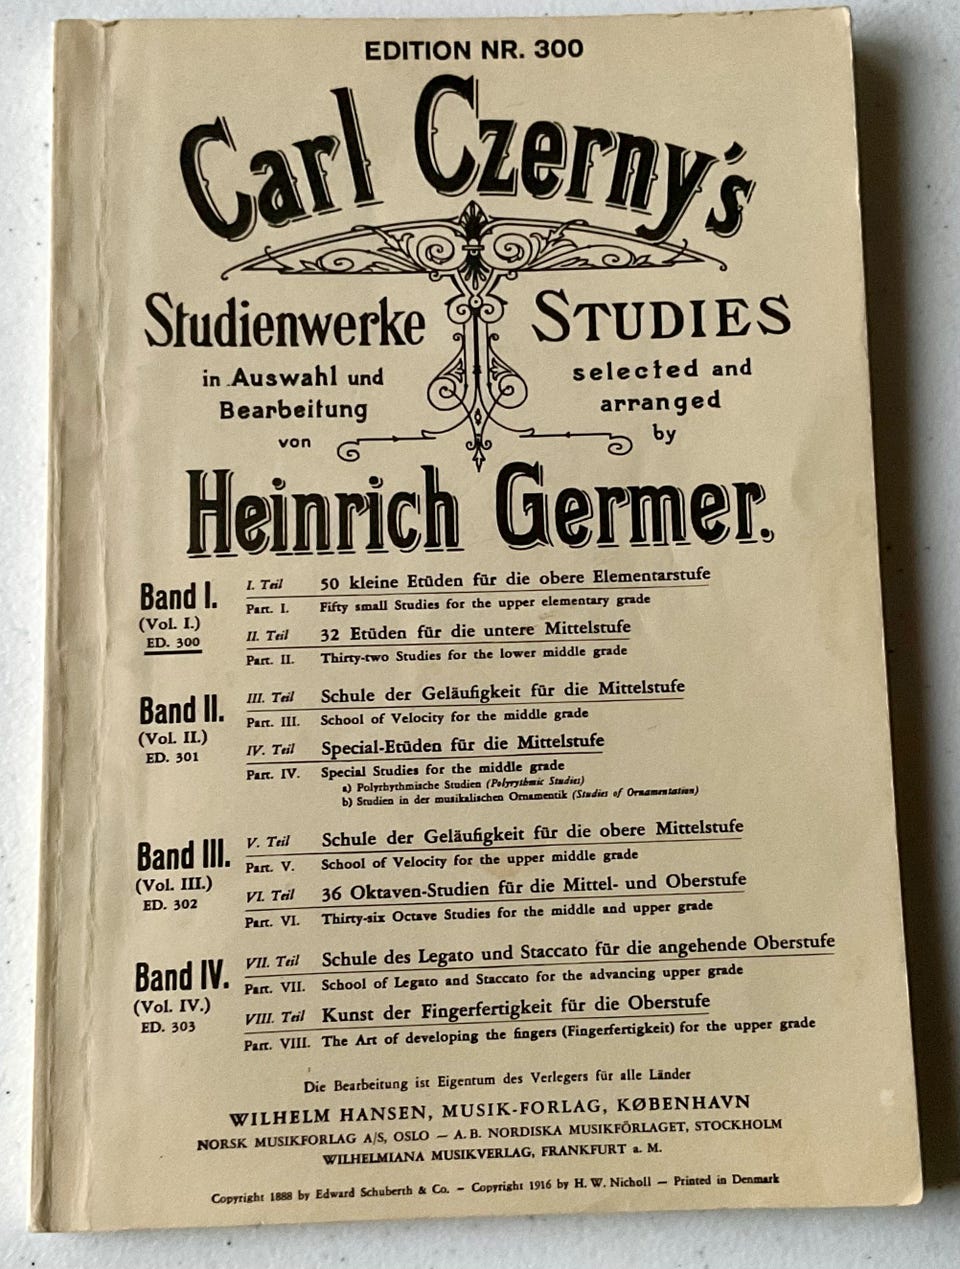 EDITION NR. 300
Carl Czerny's
Studienwerke
in Auswahl und
Bearbeitung
von
STUDIES
selected and
arranged
by
Heinrich Germer.
Band I.
(Vol. I.)
ED. 300
I. Teil 50 kleine Etüden für die obere Elementarstufe
Part. I. Fifty small Studies for the upper elementary grade
II. Teil 32 Etüden für die untere Mittelstufe
Part. II. Thirty-two Studies for the lower middle grade
Band II.
(Vol. II.)
ED. 301
III. Teil Schule der Geläufigkeit für die Mittelstufe
Part. III. School of Velocity for the middle grade
IV. Teil Special-Etüden für die Mittelstufe
Part. IV. Special Studies for the middle grade
a) Polyrhythmische Studien (Polyrythmic Studies)
b) Studien in der musikalischen Ornamentik (Studies of Ornamentation)
Band III.
(Vol. III.)
ED. 302
V. Teil Schule der Geläufigkeit für die obere Mittelstufe
Part. V. School of Velocity for the upper middle grade
VI. Teil 36 Oktaven-Studien für die Mittel- und Oberstufe
Part. VI. Thirty-six Octave Studies for the middle and upper grade
Band IV.
(Vol. IV.)
ED. 303
VII. Teil Schule des Legato und Staccato für die angehende Oberstufe
Part. VII. School of Legato and Staccato for the advancing upper grade
VIII. Teil Kunst der Fingerfertigkeit für die Oberstufe
Part. VIII. The Art of developing the fingers (Fingerfertigkeit) for the upper grade
Die Bearbeitung ist Eigentum des Verlegers für alle Länder
WILHELM HANSEN, MUSIK-FORLAG, KØBENHAVN
NORSK MUSIKFORLAG A/S, OSLO — A. B. NORDISKA MUSIKFÖRLAGET, STOCKHOLM
WILHELMIANA MUSIKVERLAG, FRANKFURT a. M.
Copyright 1888 by Edward Schuberth & Co. — Copyright 1916 by H. W. Nicholl — Printed in Denmark